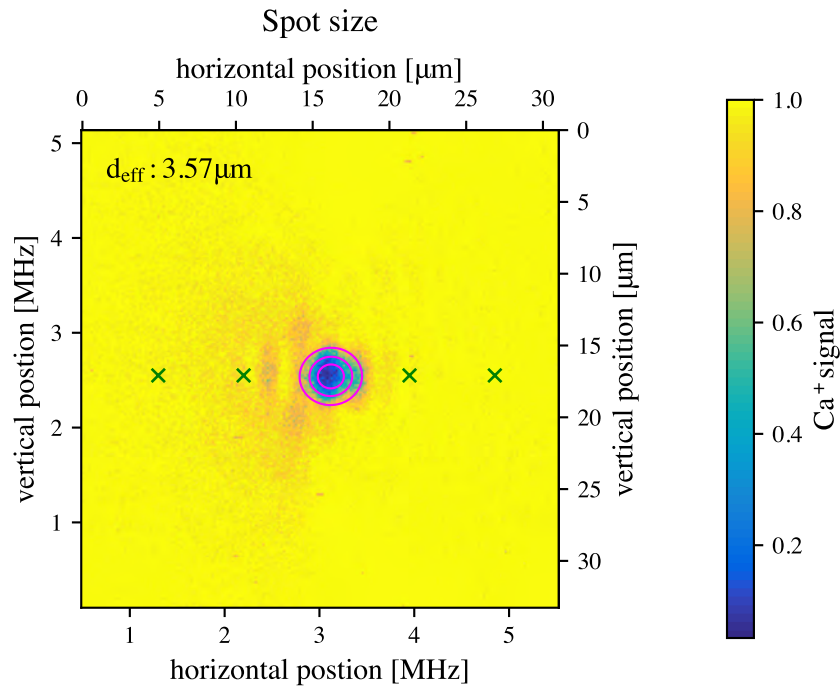 Spot size
horizontal position [μm]
0 5 10 15 20 25 30
d_eff : 3.57μm
vertical postion [MHz]
5
4
3
2
1
0
5
10
15
20
25
30
vertical position [μm]
1 2 3 4 5
horizontal postion [MHz]
1.0
0.8
0.6
0.4
0.2
Ca⁺ signal